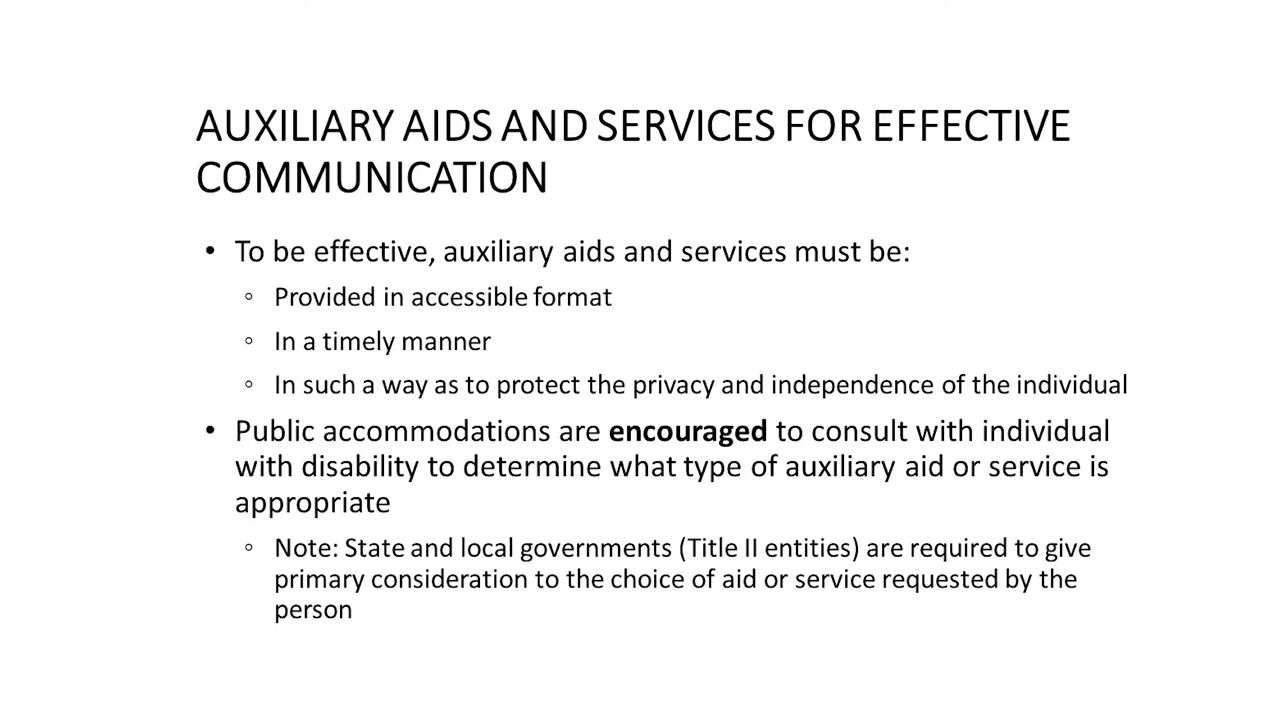 AUXILIARY AIDS AND SERVICES FOR EFFECTIVE
COMMUNICATION
• To be effective, auxiliary aids and services must be:
◦ Provided in accessible format
◦ In a timely manner
◦ In such a way as to protect the privacy and independence of the individual
• Public accommodations are encouraged to consult with individual
with disability to determine what type of auxiliary aid or service is
appropriate
◦ Note: State and local governments (Title II entities) are required to give
primary consideration to the choice of aid or service requested by the
person